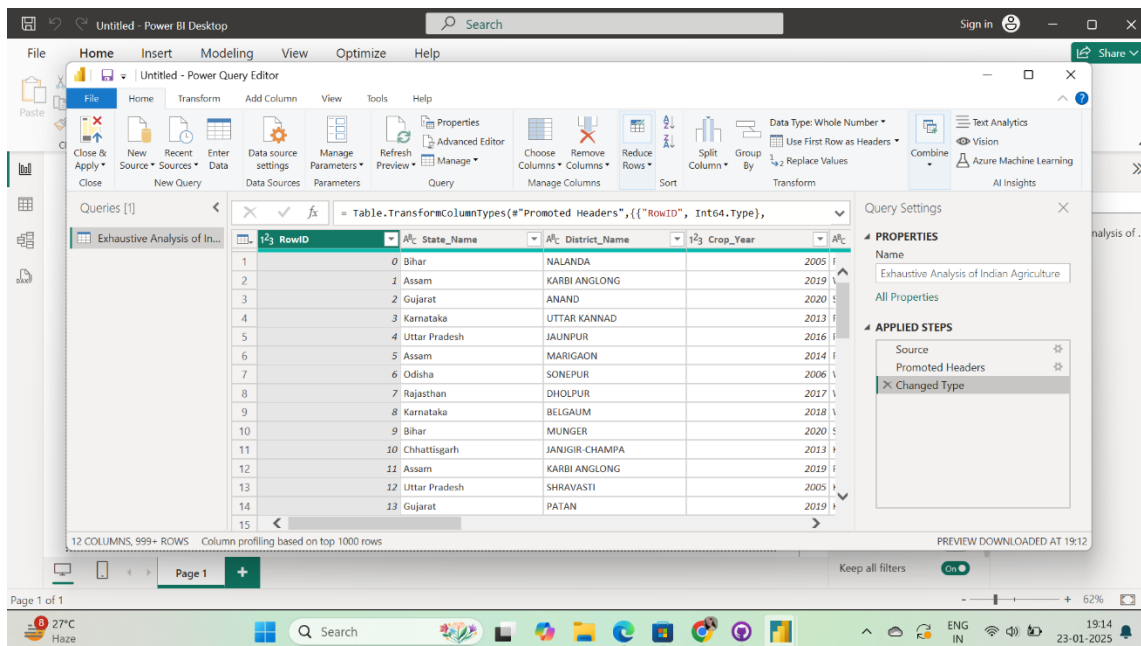 Untitled - Power BI Desktop
Search
Sign in
File Home Insert Modeling View Optimize Help
Share
Paste
Untitled - Power Query Editor
File Home Transform Add Column View Tools Help
Close & Apply
New Source
Recent Sources
Enter Data
Data source settings
Manage Parameters
Refresh Preview
Properties
Advanced Editor
Manage
Choose Columns
Remove Columns
Reduce Rows
Split Column
Group By
Data Type: Whole Number
Use First Row as Headers
Replace Values
Combine
Text Analytics
Vision
Azure Machine Learning
Close New Query Data Sources Parameters Query Manage Columns Sort Transform AI Insights
Queries [1]
fx = Table.TransformColumnTypes(#"Promoted Headers",{{"RowID", Int64.Type},
Exhaustive Analysis of In...
RowID State_Name District_Name Crop_Year
1 0 Bihar NALANDA 2005
2 1 Assam KARBI ANGLONG 2019
3 2 Gujarat ANAND 2020
4 3 Karnataka UTTAR KANNAD 2013
5 4 Uttar Pradesh JAUNPUR 2016
6 5 Assam MARIGAON 2014
7 6 Odisha SONEPUR 2006
8 7 Rajasthan DHOLPUR 2017
9 8 Karnataka BELGAUM 2018
10 9 Bihar MUNGER 2020
11 10 Chhattisgarh JANJGIR-CHAMPA 2013
12 11 Assam KARBI ANGLONG 2019
13 12 Uttar Pradesh SHRAVASTI 2005
14 13 Gujarat PATAN 2019
15
Query Settings
PROPERTIES
Name
Exhaustive Analysis of Indian Agriculture
All Properties
APPLIED STEPS
Source
Promoted Headers
Changed Type
nalysis of .
12 COLUMNS, 999+ ROWS Column profiling based on top 1000 rows
PREVIEW DOWNLOADED AT 19:12
Page 1
Keep all filters
On
Page 1 of 1
62%
8
27°C
Haze
Search
ENG
IN
19:14
23-01-2025